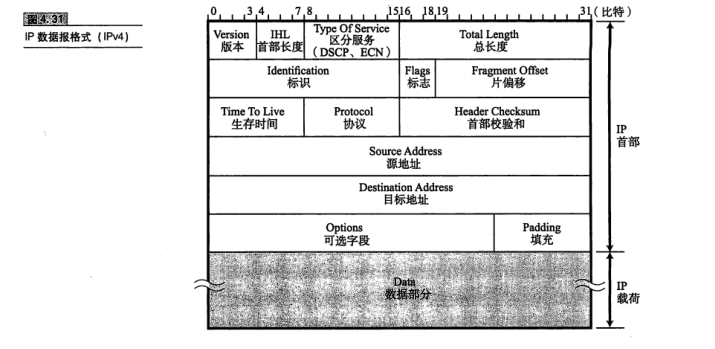 图4.31
IP 数据报格式（IPv4）
0 3 4 7 8 15 16 18 19 31（比特）
Version
版本
IHL
首部长度
Type Of Service
区分服务
（DSCP、ECN）
Total Length
总长度
Identification
标识
Flags
标志
Fragment Offset
片偏移
Time To Live
生存时间
Protocol
协议
Header Checksum
首部校验和
Source Address
源地址
Destination Address
目标地址
Options
可选字段
Padding
填充
IP
首部
Data
数据部分
IP
载荷